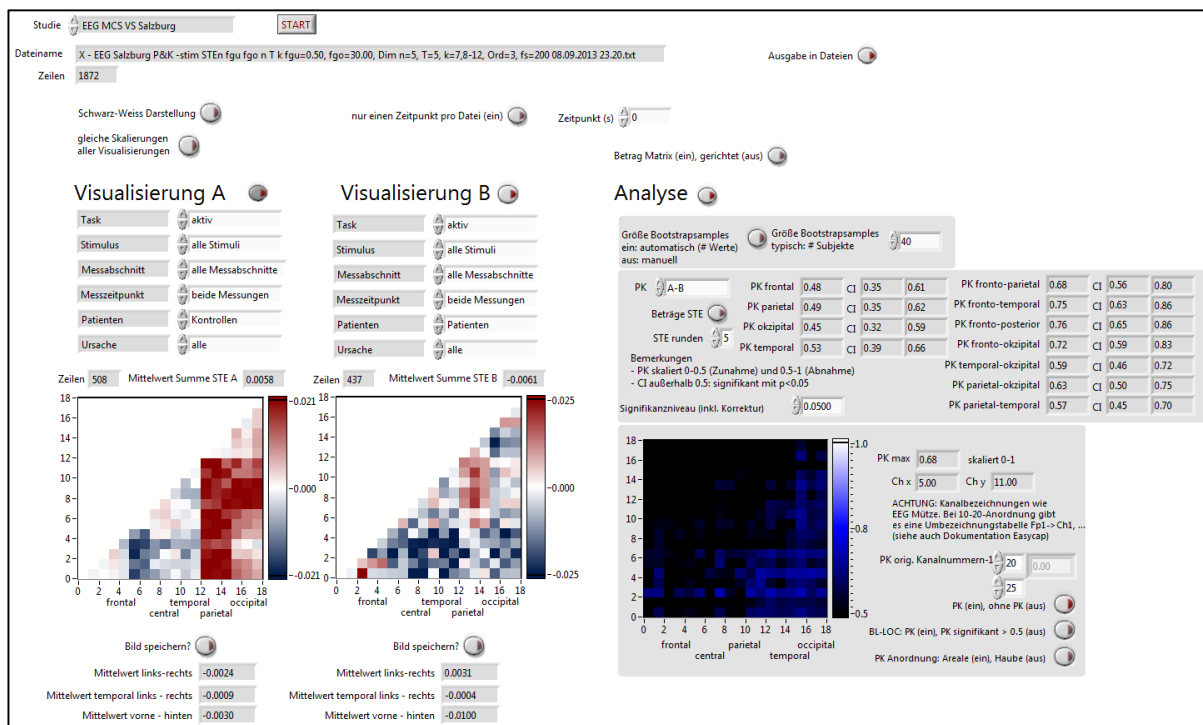 Studie EEG MCS VS Salzburg START
Dateiname X - EEG Salzburg P&K -stim STEn fgu fgo n T k fgu=0.50, fgo=30.00, Dim n=5, T=5, k=7,8-12, Ord=3, fs=200 08.09.2013 23.20.txt Ausgabe in Dateien
Zeilen 1872
Schwarz-Weiss Darstellung nur einen Zeitpunkt pro Datei (ein) Zeitpunkt (s) 0
gleiche Skalierungen
aller Visualisierungen
Betrag Matrix (ein), gerichtet (aus)
Visualisierung A
Task aktiv
Stimulus alle Stimuli
Messabschnitt alle Messabschnitte
Messzeitpunkt beide Messungen
Patienten Kontrollen
Ursache alle
Zeilen 508 Mittelwert Summe STE A 0.0058
18
16
14
12
10
8
6
4
2
0
0 2 4 6 8 10 12 14 16 18
frontal temporal occipital
central parietal
-0.021
-0.000
--0.021
Bild speichern?
Mittelwert links-rechts -0.0024
Mittelwert temporal links - rechts -0.0009
Mittelwert vorne - hinten -0.0030
Visualisierung B
Task aktiv
Stimulus alle Stimuli
Messabschnitt alle Messabschnitte
Messzeitpunkt beide Messungen
Patienten Patienten
Ursache alle
Zeilen 437 Mittelwert Summe STE B -0.0061
18
16
14
12
10
8
6
4
2
0
0 2 4 6 8 10 12 14 16 18
frontal temporal occipital
central parietal
-0.025
-0.000
--0.025
Bild speichern?
Mittelwert links-rechts 0.0031
Mittelwert temporal links - rechts -0.0004
Mittelwert vorne - hinten -0.0100
Analyse
Größe Bootstrapsamples
ein: automatisch (# Werte)
aus: manuell
Größe Bootstrapsamples
typisch: # Subjekte
40
PK A-B
Beträge STE
STE runden 5
Bemerkungen
- PK skaliert 0-0.5 (Zunahme) und 0.5-1 (Abnahme)
- CI außerhalb 0.5: signifikant mit p<0.05
Signifikanzniveau (inkl. Korrektur) 0.0500
PK frontal 0.48 CI 0.35 0.61
PK parietal 0.49 CI 0.35 0.62
PK okzipital 0.45 CI 0.32 0.59
PK temporal 0.53 CI 0.39 0.66
PK fronto-parietal 0.68 CI 0.56 0.80
PK fronto-temporal 0.75 CI 0.63 0.86
PK fronto-posterior 0.76 CI 0.65 0.86
PK fronto-okzipital 0.72 CI 0.59 0.83
PK temporal-okzipital 0.59 CI 0.46 0.72
PK parietal-okzipital 0.63 CI 0.50 0.75
PK parietal-temporal 0.57 CI 0.45 0.70
18
16
14
12
10
8
6
4
2
0
0 2 4 6 8 10 12 14 16 18
frontal parietal occipital
central temporal
-1.0
-0.8
-0.5
PK max 0.68 skaliert 0-1
Ch x 5.00 Ch y 11.00
ACHTUNG: Kanalbezeichnungen wie
EEG Mütze. Bei 10-20-Anordnung gibt
es eine Umbezeichnungstabelle Fp1->Ch1, ...
(siehe auch Dokumentation Easycap)
PK orig. Kanalnummern-1 20 0.00
25
PK (ein), ohne PK (aus)
BL-LOC: PK (ein), PK signifikant > 0.5 (aus)
PK Anordnung: Areale (ein), Haube (aus)